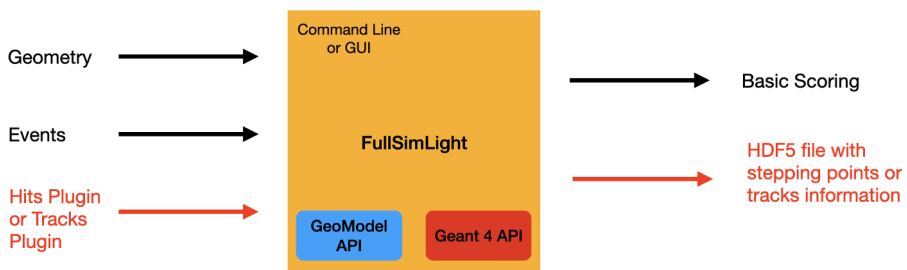 Geometry
Events
Hits Plugin
or Tracks
Plugin
Command Line
or GUI
FullSimLight
GeoModel
API
Geant 4 API
Basic Scoring
HDF5 file with
stepping points or
tracks information